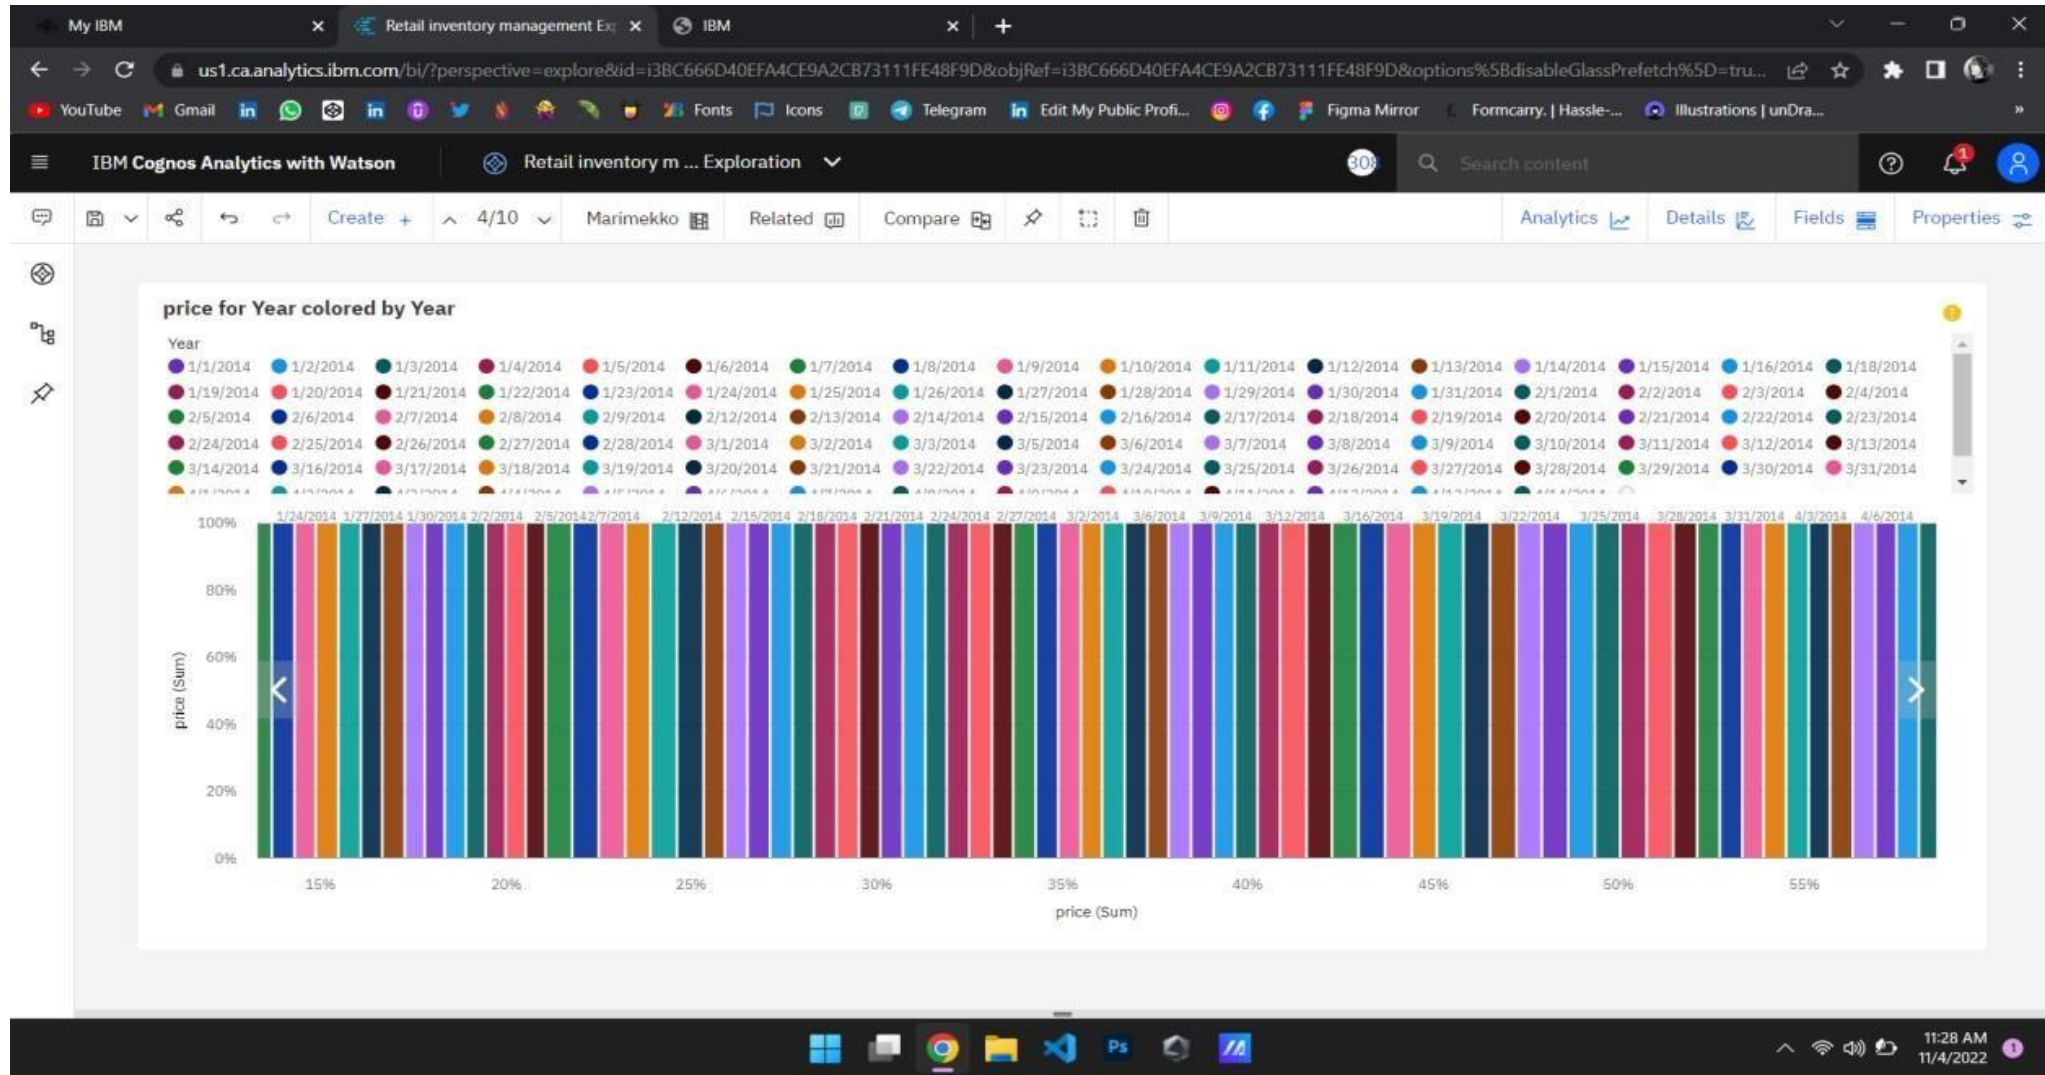 My IBM
Retail inventory management Ex
IBM
us1.ca.analytics.ibm.com/bi/?perspective=explore&id=i3BC666D40EFA4CE9A2CB73111FE48F9D&objRef=i3BC666D40EFA4CE9A2CB73111FE48F9D&options%5BdisableGlassPrefetch%5D=tru...
YouTube Gmail Fonts Icons Telegram Edit My Public Profi... Figma Mirror Formcarry. | Hassle-... Illustrations | unDra... »
IBM Cognos Analytics with Watson
Retail inventory m ... Exploration
308
Search content
1
Create + 4/10 Marimekko Related Compare Analytics Details Fields Properties
price for Year colored by Year
Year
1/1/2014 1/2/2014 1/3/2014 1/4/2014 1/5/2014 1/6/2014 1/7/2014 1/8/2014 1/9/2014 1/10/2014 1/11/2014 1/12/2014 1/13/2014 1/14/2014 1/15/2014 1/16/2014 1/18/2014
1/19/2014 1/20/2014 1/21/2014 1/22/2014 1/23/2014 1/24/2014 1/25/2014 1/26/2014 1/27/2014 1/28/2014 1/29/2014 1/30/2014 1/31/2014 2/1/2014 2/2/2014 2/3/2014 2/4/2014
2/5/2014 2/6/2014 2/7/2014 2/8/2014 2/9/2014 2/12/2014 2/13/2014 2/14/2014 2/15/2014 2/16/2014 2/17/2014 2/18/2014 2/19/2014 2/20/2014 2/21/2014 2/22/2014 2/23/2014
2/24/2014 2/25/2014 2/26/2014 2/27/2014 2/28/2014 3/1/2014 3/2/2014 3/3/2014 3/5/2014 3/6/2014 3/7/2014 3/8/2014 3/9/2014 3/10/2014 3/11/2014 3/12/2014 3/13/2014
3/14/2014 3/16/2014 3/17/2014 3/18/2014 3/19/2014 3/20/2014 3/21/2014 3/22/2014 3/23/2014 3/24/2014 3/25/2014 3/26/2014 3/27/2014 3/28/2014 3/29/2014 3/30/2014 3/31/2014
1/24/2014 1/27/2014 1/30/2014 2/2/2014 2/5/2014 2/7/2014 2/12/2014 2/15/2014 2/18/2014 2/21/2014 2/24/2014 2/27/2014 3/2/2014 3/6/2014 3/9/2014 3/12/2014 3/16/2014 3/19/2014 3/22/2014 3/25/2014 3/28/2014 3/31/2014 4/3/2014 4/6/2014
100%
80%
60%
40%
20%
0%
price (Sum)
15% 20% 25% 30% 35% 40% 45% 50% 55%
price (Sum)
Ps
11:28 AM
11/4/2022
1